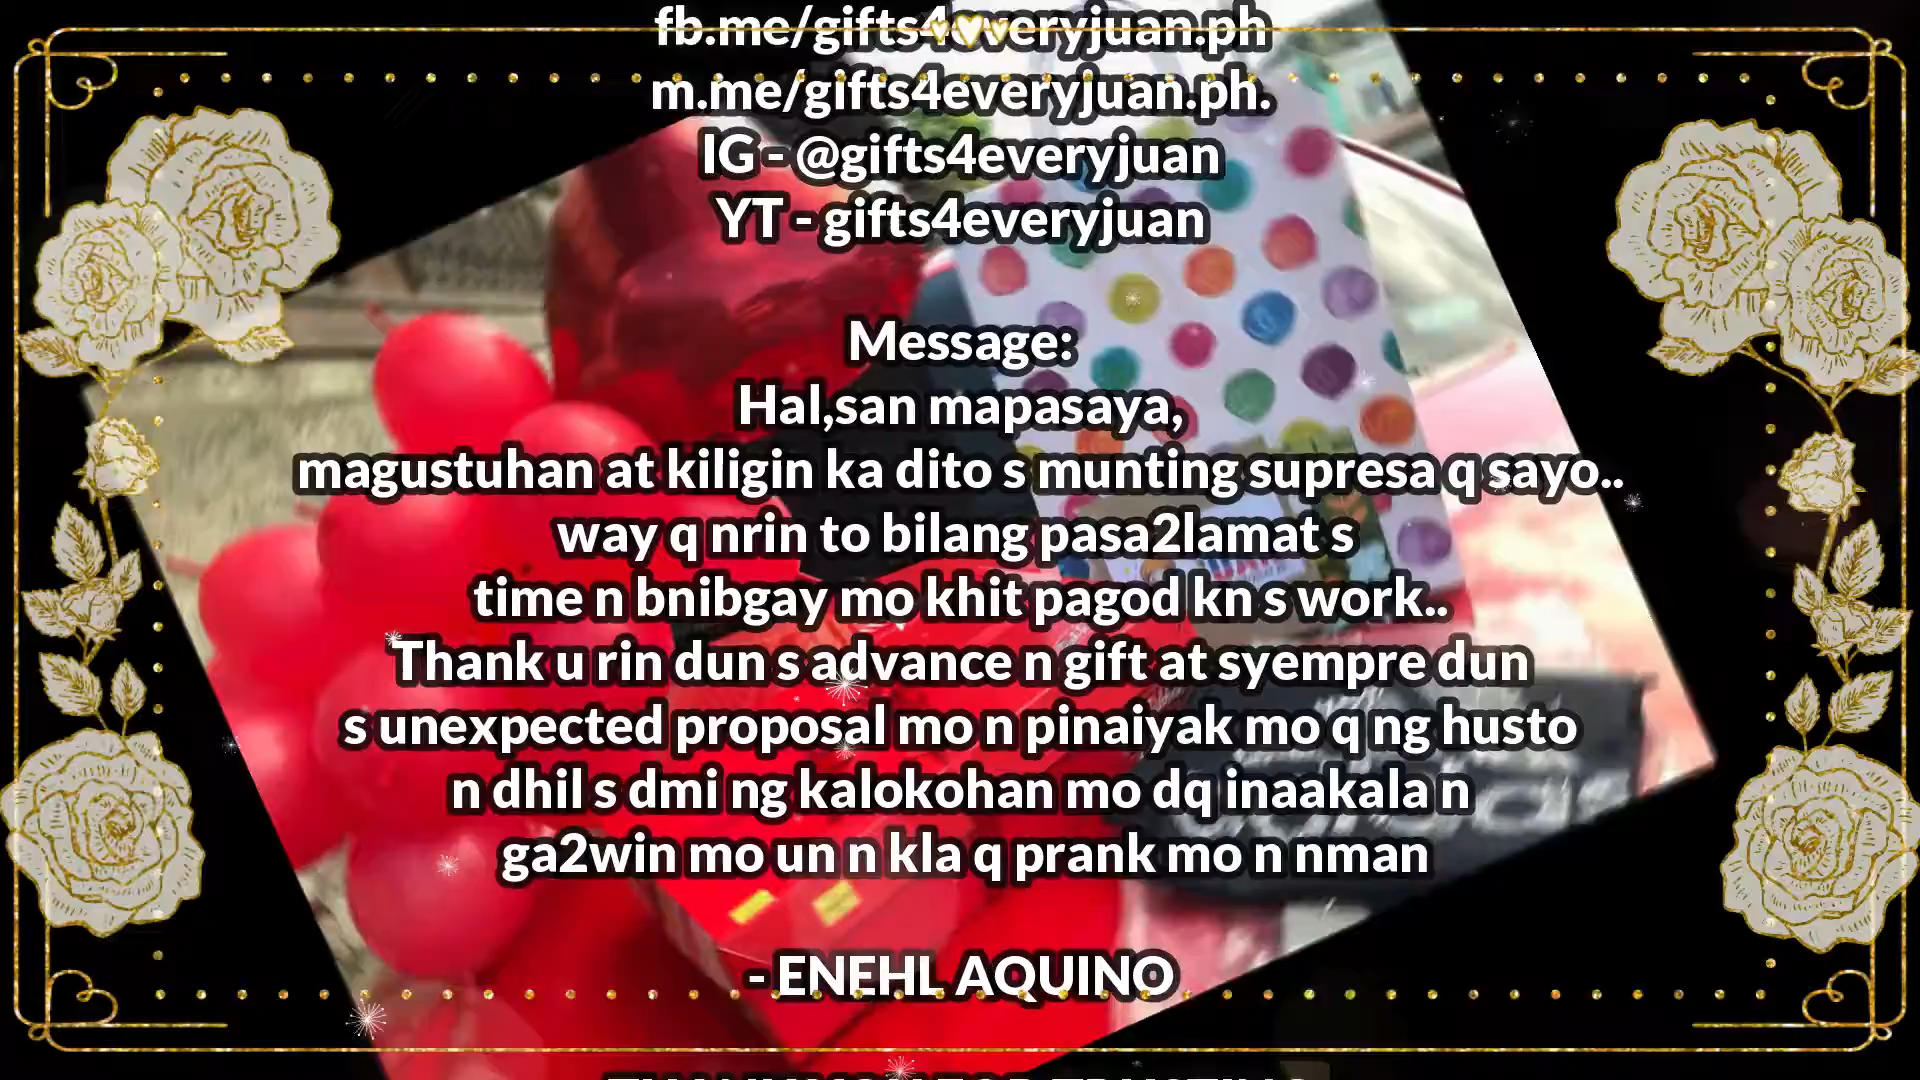 fb.me/gifts4everyjuan.ph
m.me/gifts4everyjuan.ph.
IG - @gifts4everyjuan
YT - gifts4everyjuan
Message:
Hal,san mapasaya,
magustuhan at kiligin ka dito s munting supresa q sayo..
way q nrin to bilang pasa2lamat s
time n bnibgay mo khit pagod kn s work..
Thank u rin dun s advance n gift at syempre dun
s unexpected proposal mo n pinaiyak mo q ng husto
n dhil s dmi ng kalokohan mo dq inaakala n
ga2win mo un n kla q prank mo n nman
- ENEHL AQUINO